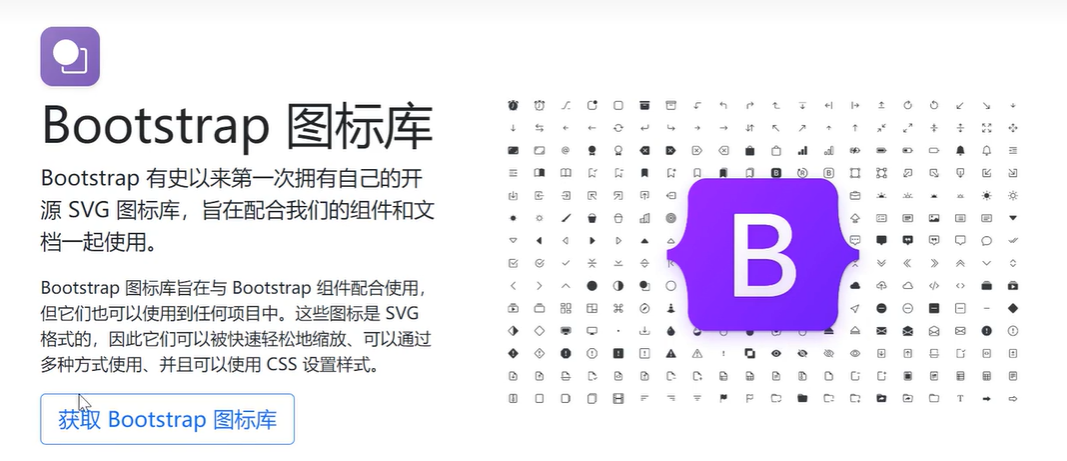 Bootstrap 图标库
Bootstrap 有史以来第一次拥有自己的开
源 SVG 图标库，旨在配合我们的组件和文
档一起使用。
Bootstrap 图标库旨在与 Bootstrap 组件配合使用，
但它们也可以使用到任何项目中。这些图标是 SVG
格式的，因此它们可以被快速轻松地缩放、可以通过
多种方式使用、并且可以使用 CSS 设置样式。
获取 Bootstrap 图标库
B